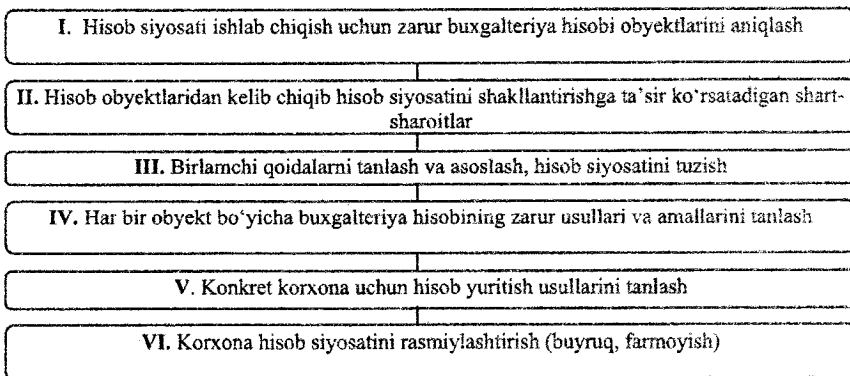 I. Hisob siyosati ishlab chiqish uchun zarur buxgalteriya hisobi obyektlarini aniqlash
II. Hisob obyektlaridan kelib chiqib hisob siyosatini shakllantirishga ta’sir ko‘rsatadigan shart-
sharoitlar
III. Birlamchi qoidalarni tanlash va asoslash, hisob siyosatini tuzish
IV. Har bir obyekt bo‘yicha buxgalteriya hisobining zarur usullari va amallarini tanlash
V. Konkret korxona uchun hisob yuritish usullarini tanlash
VI. Korxona hisob siyosatini rasmiylashtirish (buyruq, farmoyish)